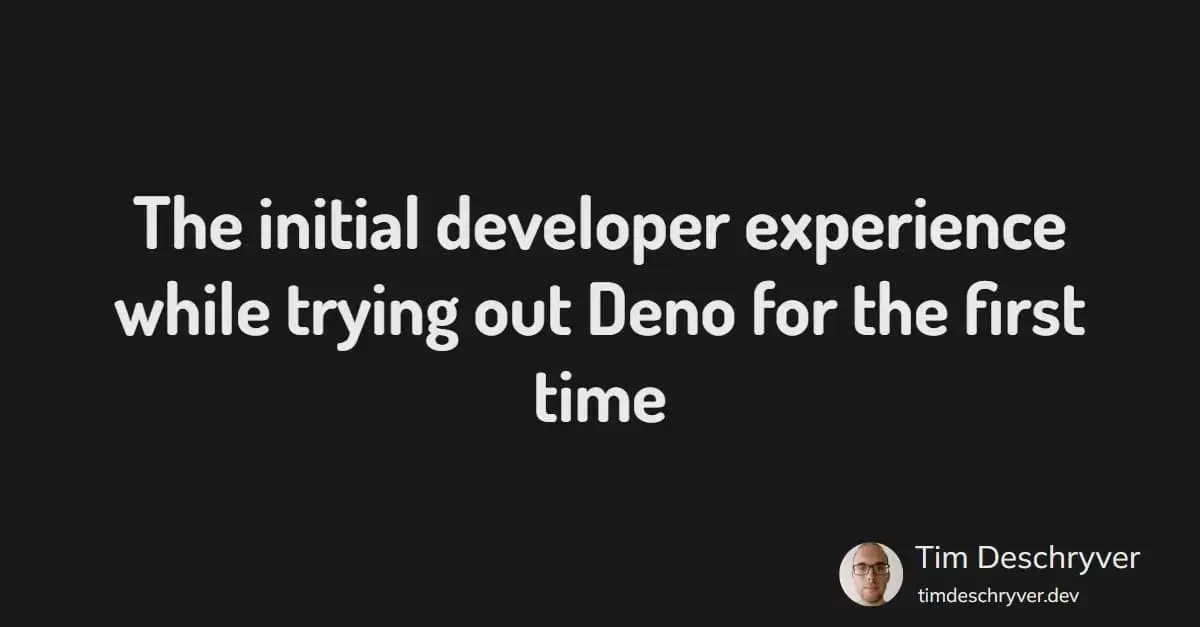 The initial developer experience
while trying out Deno for the first
time
Tim Deschryver
timdeschryver.dev